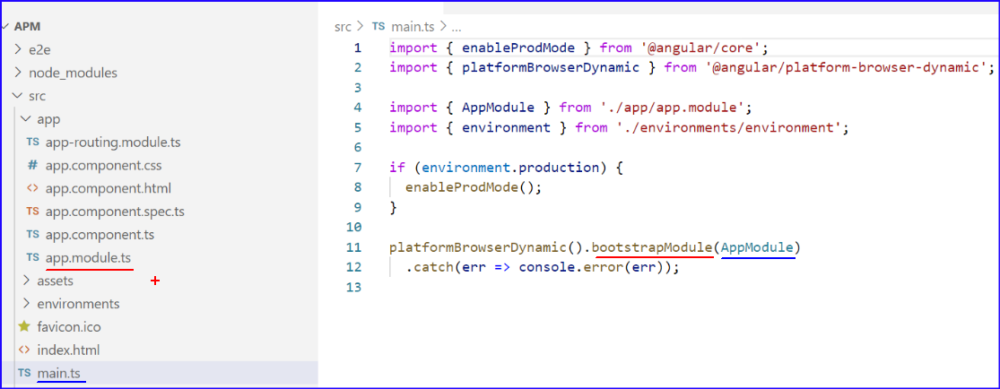 APM
e2e
node_modules
src
app
TS app-routing.module.ts
# app.component.css
<> app.component.html
TS app.component.spec.ts
TS app.component.ts
TS app.module.ts
assets
environments
favicon.ico
<> index.html
TS main.ts
src > TS main.ts > ...
1 import { enableProdMode } from '@angular/core';
2 import { platformBrowserDynamic } from '@angular/platform-browser-dynamic';
3
4 import { AppModule } from './app/app.module';
5 import { environment } from './environments/environment';
6
7 if (environment.production) {
8 enableProdMode();
9 }
10
11 platformBrowserDynamic().bootstrapModule(AppModule)
12 .catch(err => console.error(err));
13